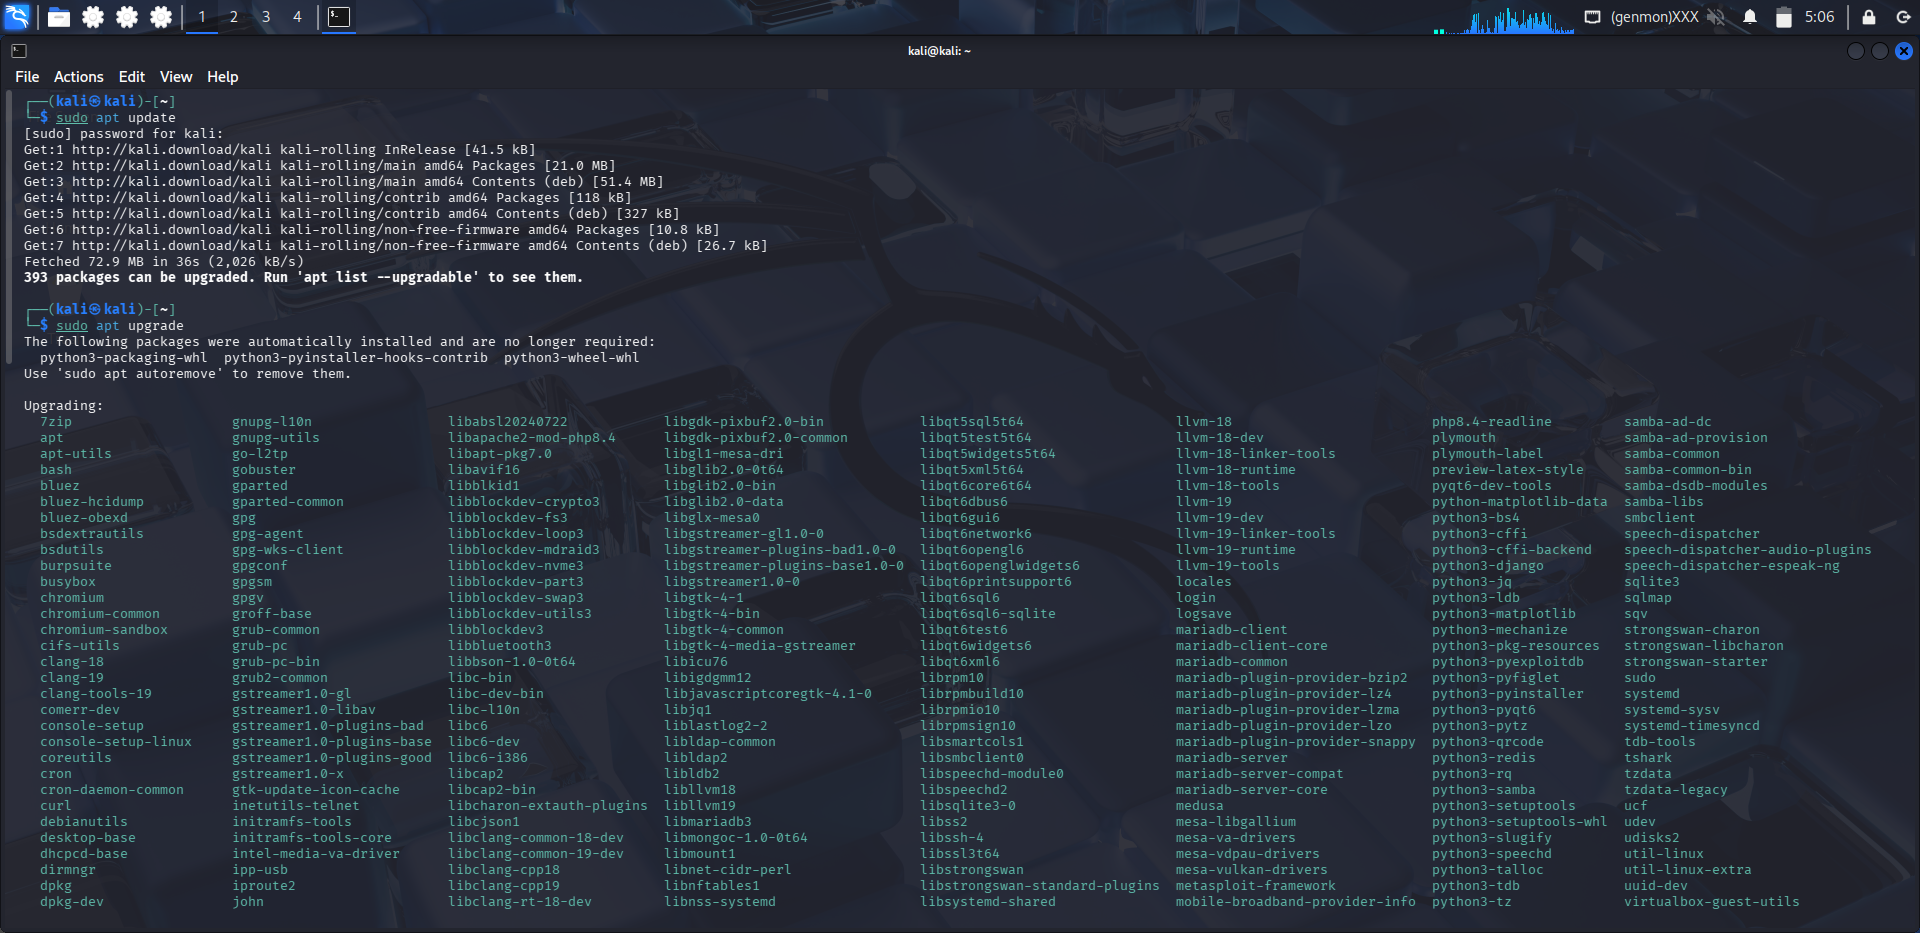 1 2 3 4 (genmon)XXX 5:06
kali@kali: ~
File Actions Edit View Help
┌──(kali㉿kali)-[~]
└─$ sudo apt update
[sudo] password for kali:
Get:1 http://kali.download/kali kali-rolling InRelease [41.5 kB]
Get:2 http://kali.download/kali kali-rolling/main amd64 Packages [21.0 MB]
Get:3 http://kali.download/kali kali-rolling/main amd64 Contents (deb) [51.4 MB]
Get:4 http://kali.download/kali kali-rolling/contrib amd64 Packages [118 kB]
Get:5 http://kali.download/kali kali-rolling/contrib amd64 Contents (deb) [327 kB]
Get:6 http://kali.download/kali kali-rolling/non-free-firmware amd64 Packages [10.8 kB]
Get:7 http://kali.download/kali kali-rolling/non-free-firmware amd64 Contents (deb) [26.7 kB]
Fetched 72.9 MB in 36s (2,026 kB/s)
393 packages can be upgraded. Run 'apt list --upgradable' to see them.
┌──(kali㉿kali)-[~]
└─$ sudo apt upgrade
The following packages were automatically installed and are no longer required:
python3-packaging-whl python3-pyinstaller-hooks-contrib python3-wheel-whl
Use 'sudo apt autoremove' to remove them.
Upgrading:
7zip gnupg-l10n libabsl20240722 libgdk-pixbuf2.0-bin libqt5sql5t64 llvm-18 php8.4-readline samba-ad-dc
apt gnupg-utils libapache2-mod-php8.4 libgdk-pixbuf2.0-common libqt5test5t64 llvm-18-dev plymouth samba-ad-provision
apt-utils go-l2tp libapt-pkg7.0 libgl1-mesa-dri libqt5widgets5t64 llvm-18-linker-tools plymouth-label samba-common
bash gobuster libavif16 libglib2.0-0t64 libqt5xml5t64 llvm-18-runtime preview-latex-style samba-common-bin
bluez gparted libblkid1 libglib2.0-bin libqt6core6t64 llvm-18-tools pyqt6-dev-tools samba-dsdb-modules
bluez-hcidump gparted-common libblockdev-crypto3 libglib2.0-data libqt6dbus6 llvm-19 python-matplotlib-data samba-libs
bluez-obexd gpg libblockdev-fs3 libglx-mesa0 libqt6gui6 llvm-19-dev python3-bs4 smbclient
bsdextrautils gpg-agent libblockdev-loop3 libgstreamer-gl1.0-0 libqt6network6 llvm-19-linker-tools python3-cffi speech-dispatcher
bsdutils gpg-wks-client libblockdev-mdraid3 libgstreamer-plugins-bad1.0-0 libqt6opengl6 llvm-19-runtime python3-cffi-backend speech-dispatcher-audio-plugins
burpsuite gpgconf libblockdev-nvme3 libgstreamer-plugins-base1.0-0 libqt6openglwidgets6 llvm-19-tools python3-django speech-dispatcher-espeak-ng
busybox gpgsm libblockdev-part3 libgstreamer1.0-0 libqt6printsupport6 locales python3-jq sqlite3
chromium gpgv libblockdev-swap3 libgtk-4-1 libqt6sql6 login python3-ldb sqlmap
chromium-common groff-base libblockdev-utils3 libgtk-4-bin libqt6sql6-sqlite logsave python3-matplotlib sqv
chromium-sandbox grub-common libblockdev3 libgtk-4-common libqt6test6 mariadb-client python3-mechanize strongswan-charon
cifs-utils grub-pc libbluetooth3 libgtk-4-media-gstreamer libqt6widgets6 mariadb-client-core python3-pkg-resources strongswan-libcharon
clang-18 grub-pc-bin libbson-1.0-0t64 libicu76 libqt6xml6 mariadb-common python3-pyexploitdb strongswan-starter
clang-19 grub2-common libc-bin libigdgmm12 librpm10 mariadb-plugin-provider-bzip2 python3-pyfiglet sudo
clang-tools-19 gstreamer1.0-gl libc-dev-bin libjavascriptcoregtk-4.1-0 librpmbuild10 mariadb-plugin-provider-lz4 python3-pyinstaller systemd
comerr-dev gstreamer1.0-libav libc-l10n libjq1 librpmio10 mariadb-plugin-provider-lzma python3-pyqt6 systemd-sysv
console-setup gstreamer1.0-plugins-bad libc6 liblastlog2-2 librpmsign10 mariadb-plugin-provider-lzo python3-pytz systemd-timesyncd
console-setup-linux gstreamer1.0-plugins-base libc6-dev libldap-common libsmartcols1 mariadb-plugin-provider-snappy python3-qrcode tdb-tools
coreutils gstreamer1.0-plugins-good libc6-i386 libldap2 libsmbclient0 mariadb-server python3-redis tshark
cron gstreamer1.0-x libcap2 libldb2 libspeechd-module0 mariadb-server-compat python3-rq tzdata
cron-daemon-common gtk-update-icon-cache libcap2-bin libllvm18 libspeechd2 mariadb-server-core python3-samba tzdata-legacy
curl inetutils-telnet libcharon-extauth-plugins libllvm19 libsqlite3-0 medusa python3-setuptools ucf
debianutils initramfs-tools libcjson1 libmariadb3 libss2 mesa-libgallium python3-setuptools-whl udev
desktop-base initramfs-tools-core libclang-common-18-dev libmongoc-1.0-0t64 libssh-4 mesa-va-drivers python3-slugify udisks2
dhcpcd-base intel-media-va-driver libclang-common-19-dev libmount1 libssl3t64 mesa-vdpau-drivers python3-speechd util-linux
dirmngr ipp-usb libclang-cpp18 libnet-cidr-perl libstrongswan mesa-vulkan-drivers python3-talloc util-linux-extra
dpkg iproute2 libclang-cpp19 libnftables1 libstrongswan-standard-plugins metasploit-framework python3-tdb uuid-dev
dpkg-dev john libclang-rt-18-dev libnss-systemd libsystemd-shared mobile-broadband-provider-info python3-tz virtualbox-guest-utils